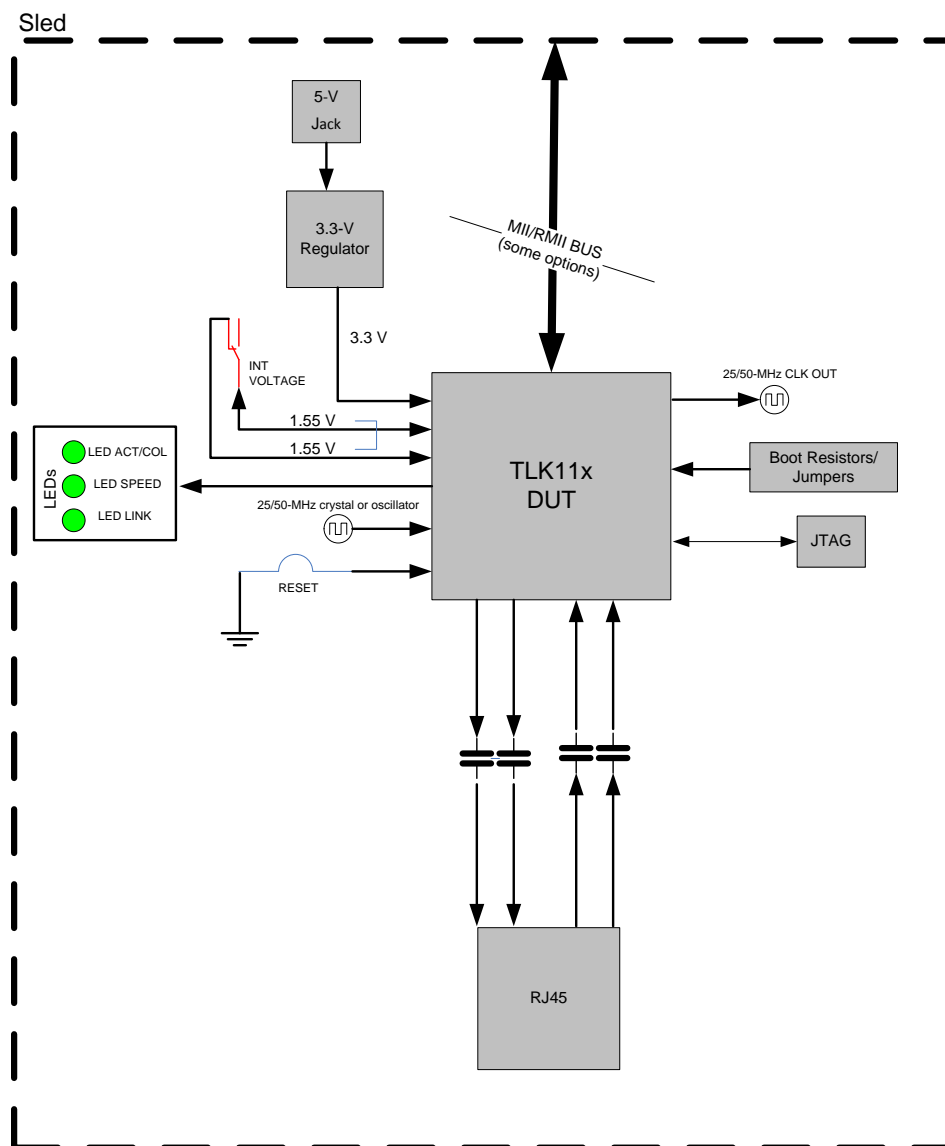 Sled
5-V
Jack
3.3-V
Regulator
MII/RMII BUS
(some options)
3.3 V
INT
VOLTAGE
25/50-MHz CLK OUT
1.55 V
1.55 V
LEDs
LED ACT/COL
LED SPEED
LED LINK
TLK11x
DUT
Boot Resistors/
Jumpers
25/50-MHz crystal or oscillator
JTAG
RESET
RJ45